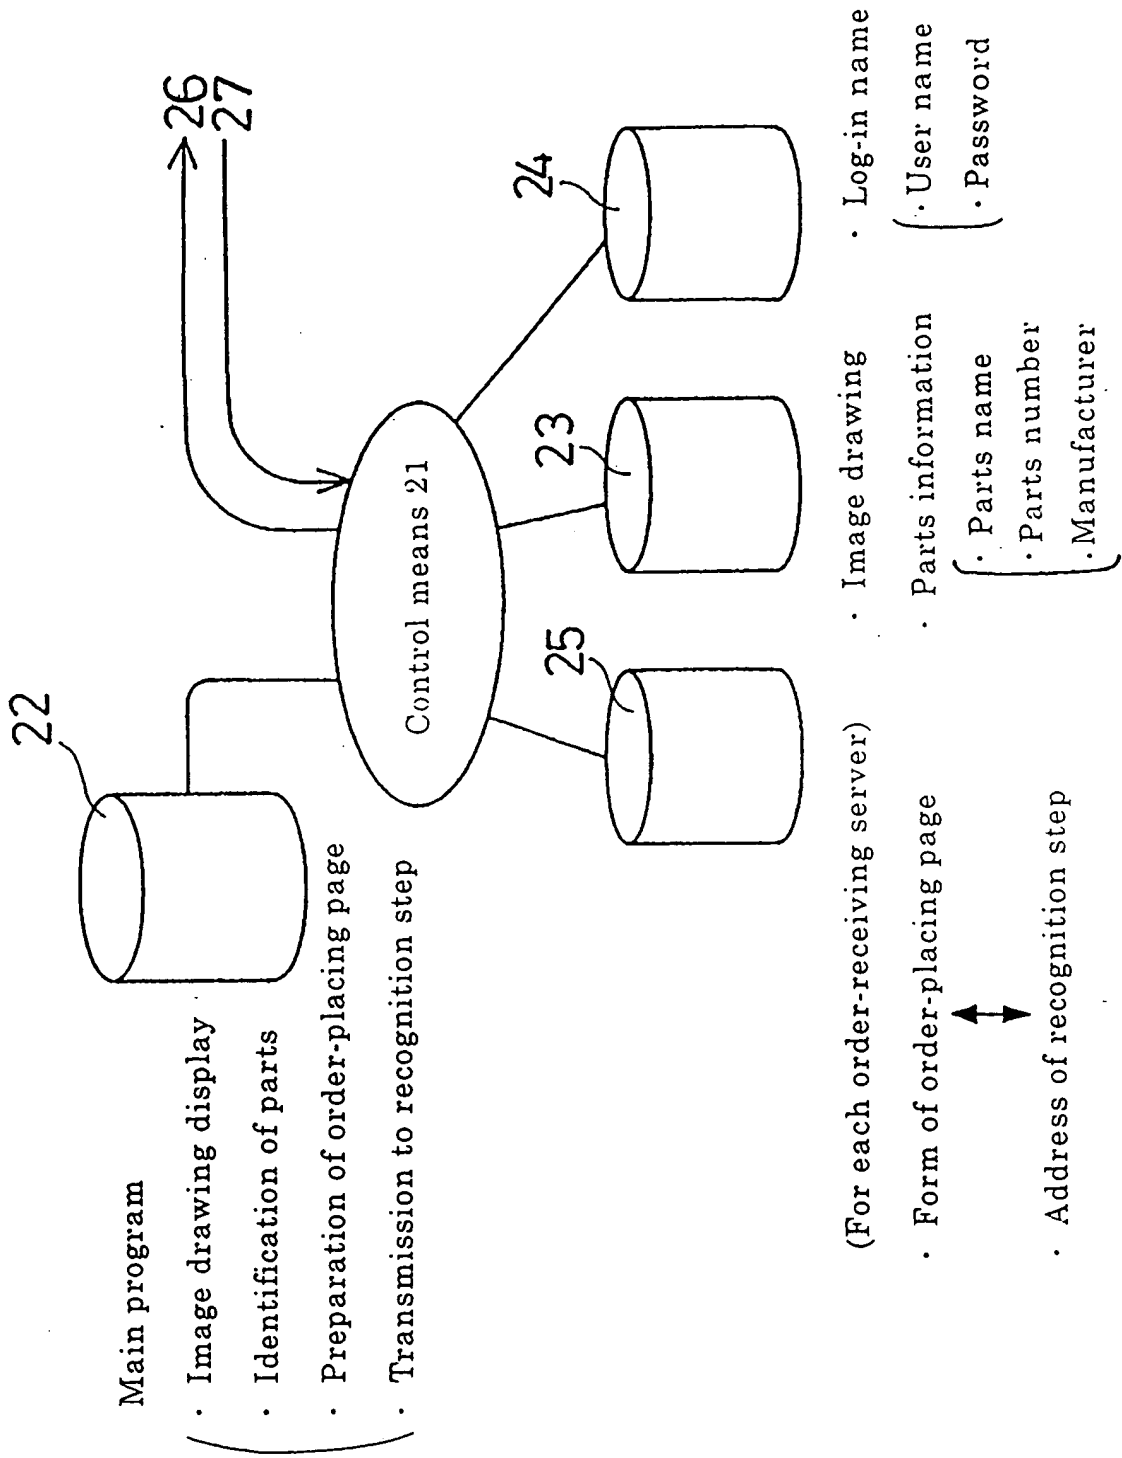 22
Main program
· Image drawing display
· Identification of parts
· Preparation of order-placing page
· Transmission to recognition step
26
27
Control means 21
25
23
24
(For each order-receiving server)
· Form of order-placing page
· Address of recognition step
· Image drawing
· Parts information
· Parts name
· Parts number
· Manufacturer
· Log-in name
· User name
· Password